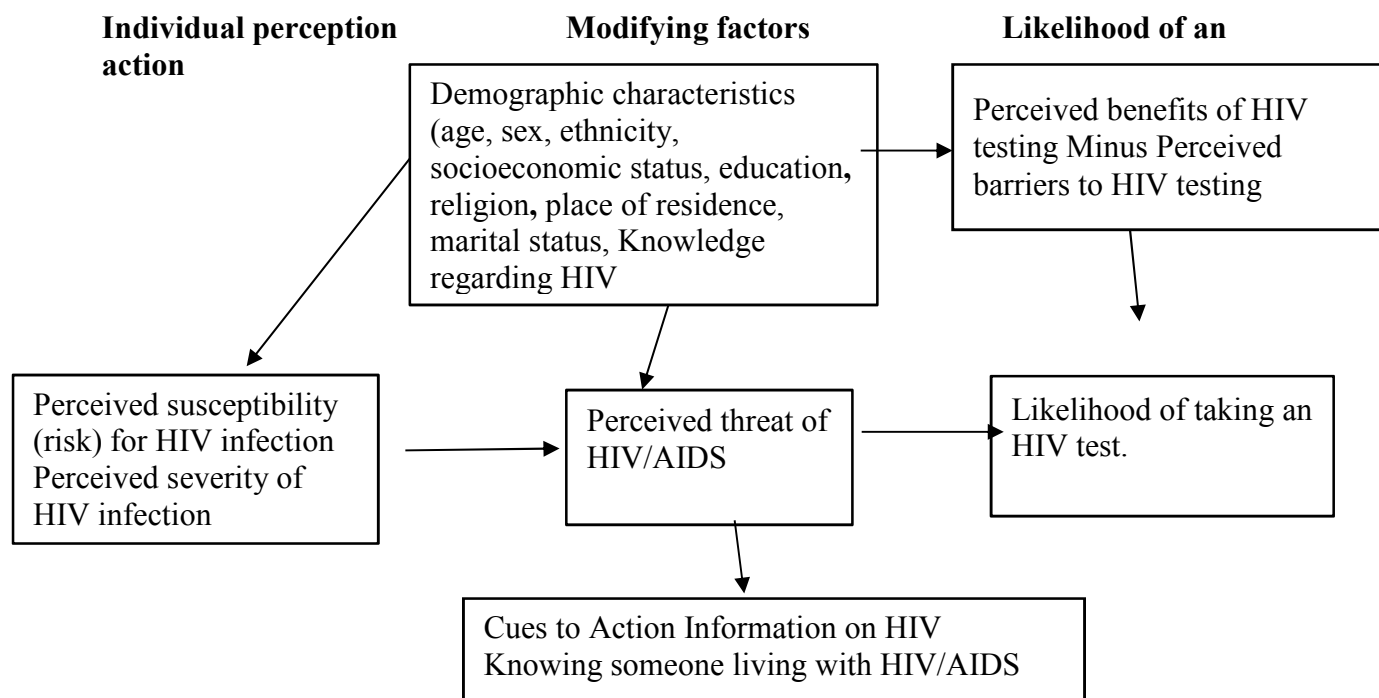 Individual perception Modifying factors Likelihood of an
action
Demographic characteristics
(age, sex, ethnicity,
socioeconomic status, education,
religion, place of residence,
marital status, Knowledge
regarding HIV
Perceived benefits of HIV
testing Minus Perceived
barriers to HIV testing
Perceived susceptibility
(risk) for HIV infection
Perceived severity of
HIV infection
Perceived threat of
HIV/AIDS
Likelihood of taking an
HIV test.
Cues to Action Information on HIV
Knowing someone living with HIV/AIDS